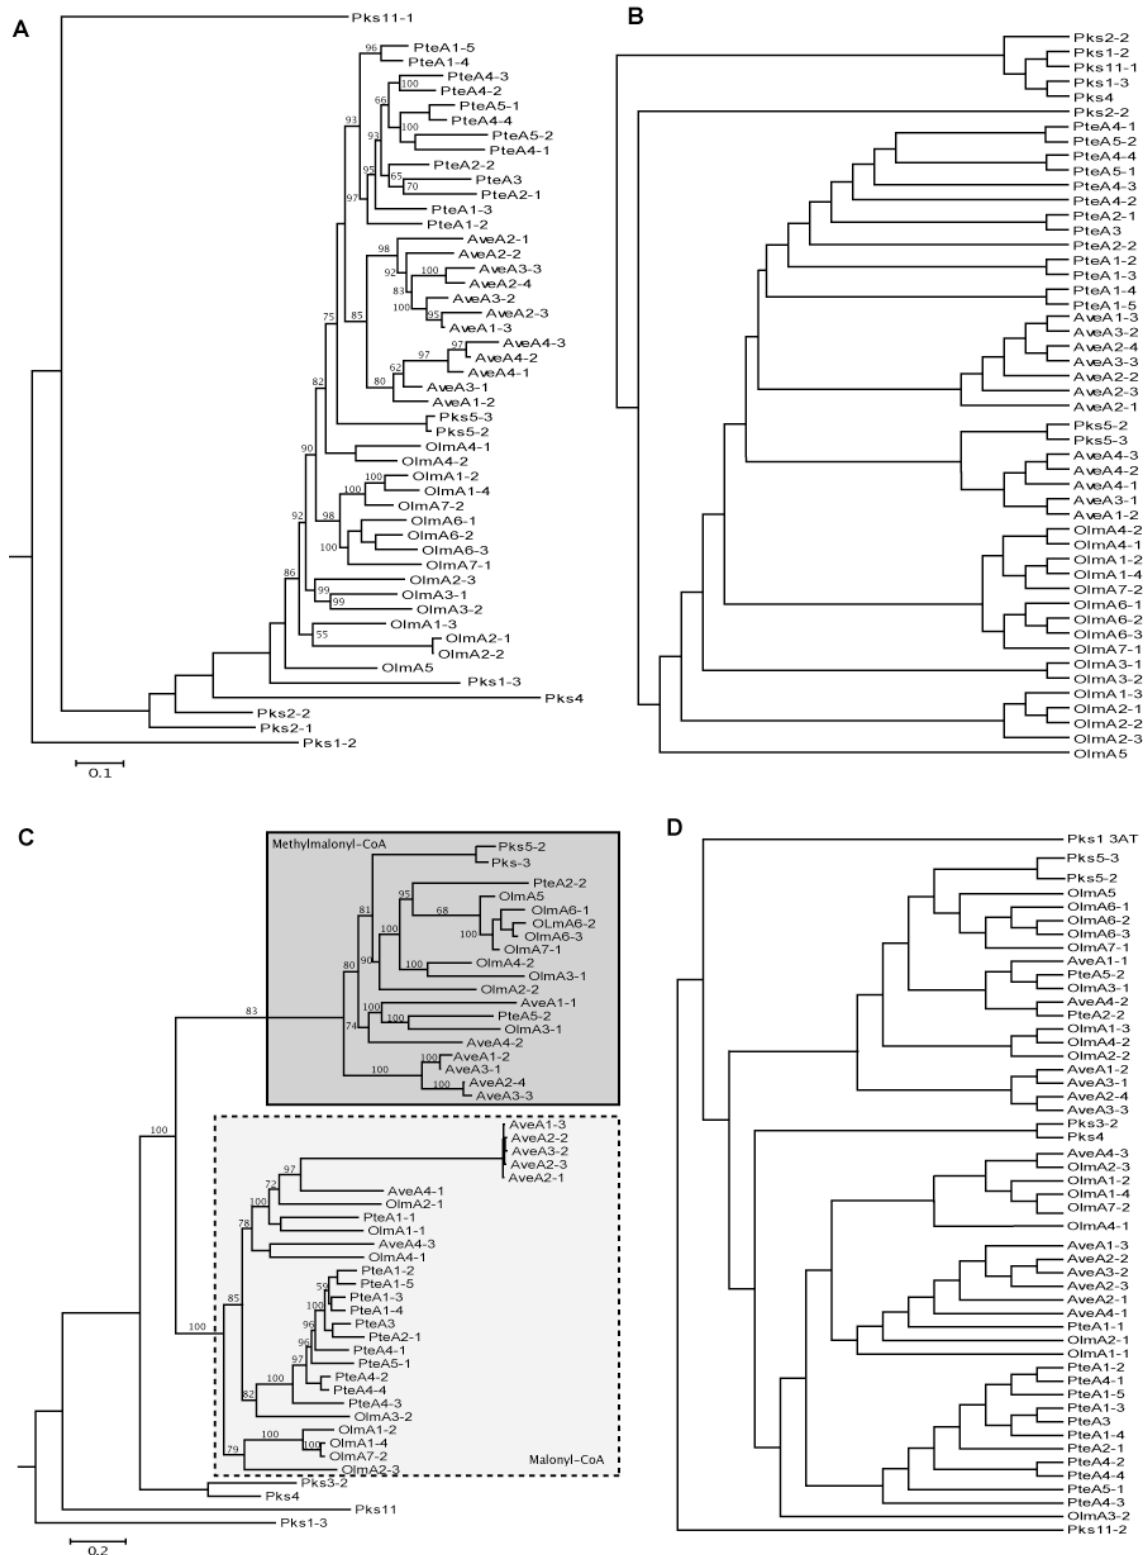 A
Pks11-1
96
PteA1-5
PteA1-4
PteA4-3
100
PteA4-2
66
PteA5-1
93
PteA4-4
100
93
PteA5-2
PteA4-1
PteA2-2
95
65
PteA3
70
PteA2-1
97
PteA1-3
PteA1-2
AveA2-1
98
AveA2-2
92
100
AveA3-3
AveA2-4
83
AveA3-2
100
95
AveA2-3
AveA1-3
75
85
97
AveA4-3
97
AveA4-2
62
AveA4-1
82
80
AveA3-1
AveA1-2
Pks5-3
Pks5-2
90
OlmA4-1
OlmA4-2
100
OlmA1-2
100
OlmA1-4
OlmA7-2
92
98
OlmA6-1
OlmA6-2
100
OlmA6-3
OlmA7-1
86
OlmA2-3
99
OlmA3-1
99
OlmA3-2
OlmA1-3
55
OlmA2-1
OlmA2-2
OlmA5
Pks1-3
Pks4
Pks2-2
Pks2-1
Pks1-2
0.1
B
Pks2-2
Pks1-2
Pks11-1
Pks1-3
Pks4
Pks2-2
PteA4-1
PteA5-2
PteA4-4
PteA5-1
PteA4-3
PteA4-2
PteA2-1
PteA3
PteA2-2
PteA1-2
PteA1-3
PteA1-4
PteA1-5
AveA1-3
AveA3-2
AveA2-4
AveA3-3
AveA2-2
AveA2-3
AveA2-1
Pks5-2
Pks5-3
AveA4-3
AveA4-2
AveA4-1
AveA3-1
AveA1-2
OlmA4-2
OlmA4-1
OlmA1-2
OlmA1-4
OlmA7-2
OlmA6-1
OlmA6-2
OlmA6-3
OlmA7-1
OlmA3-1
OlmA3-2
OlmA1-3
OlmA2-1
OlmA2-2
OlmA2-3
OlmA5
C
Methylmalonyl-CoA
Pks5-2
Pks-3
PteA2-2
95
OlmA5
81
68
OlmA6-1
OLmA6-2
100
100
OlmA6-3
OlmA7-1
90
OlmA4-2
80
100
OlmA3-1
OlmA2-2
83
100
AveA1-1
74
100
PteA5-2
OlmA3-1
AveA4-2
100
AveA1-2
100
AveA3-1
100
AveA2-4
AveA3-3
AveA1-3
AveA2-2
100
AveA3-2
AveA2-3
AveA2-1
97
72
AveA4-1
100
OlmA2-1
PteA1-1
78
OlmA1-1
AveA4-3
OlmA4-1
PteA1-2
59
PteA1-5
85
PteA1-3
100
PteA1-4
96
PteA3
100
PteA2-1
96
PteA4-1
97
PteA5-1
100
PteA4-2
82
PteA4-4
PteA4-3
OlmA3-2
100
OlmA1-2
100
OlmA1-4
79
OlmA7-2
Malonyl-CoA
OlmA2-3
Pks3-2
Pks4
Pks11
Pks1-3
0.2
D
Pks1 3AT
Pks5-3
Pks5-2
OlmA5
OlmA6-1
OlmA6-2
OlmA6-3
OlmA7-1
AveA1-1
PteA5-2
OlmA3-1
AveA4-2
PteA2-2
OlmA1-3
OlmA4-2
OlmA2-2
AveA1-2
AveA3-1
AveA2-4
AveA3-3
Pks3-2
Pks4
AveA4-3
OlmA2-3
OlmA1-2
OlmA1-4
OlmA7-2
OlmA4-1
AveA1-3
AveA2-2
AveA3-2
AveA2-3
AveA2-1
AveA4-1
PteA1-1
OlmA2-1
OlmA1-1
PteA1-2
PteA4-1
PteA1-5
PteA1-3
PteA3
PteA1-4
PteA2-1
PteA4-2
PteA4-4
PteA5-1
PteA4-3
OlmA3-2
Pks11-2